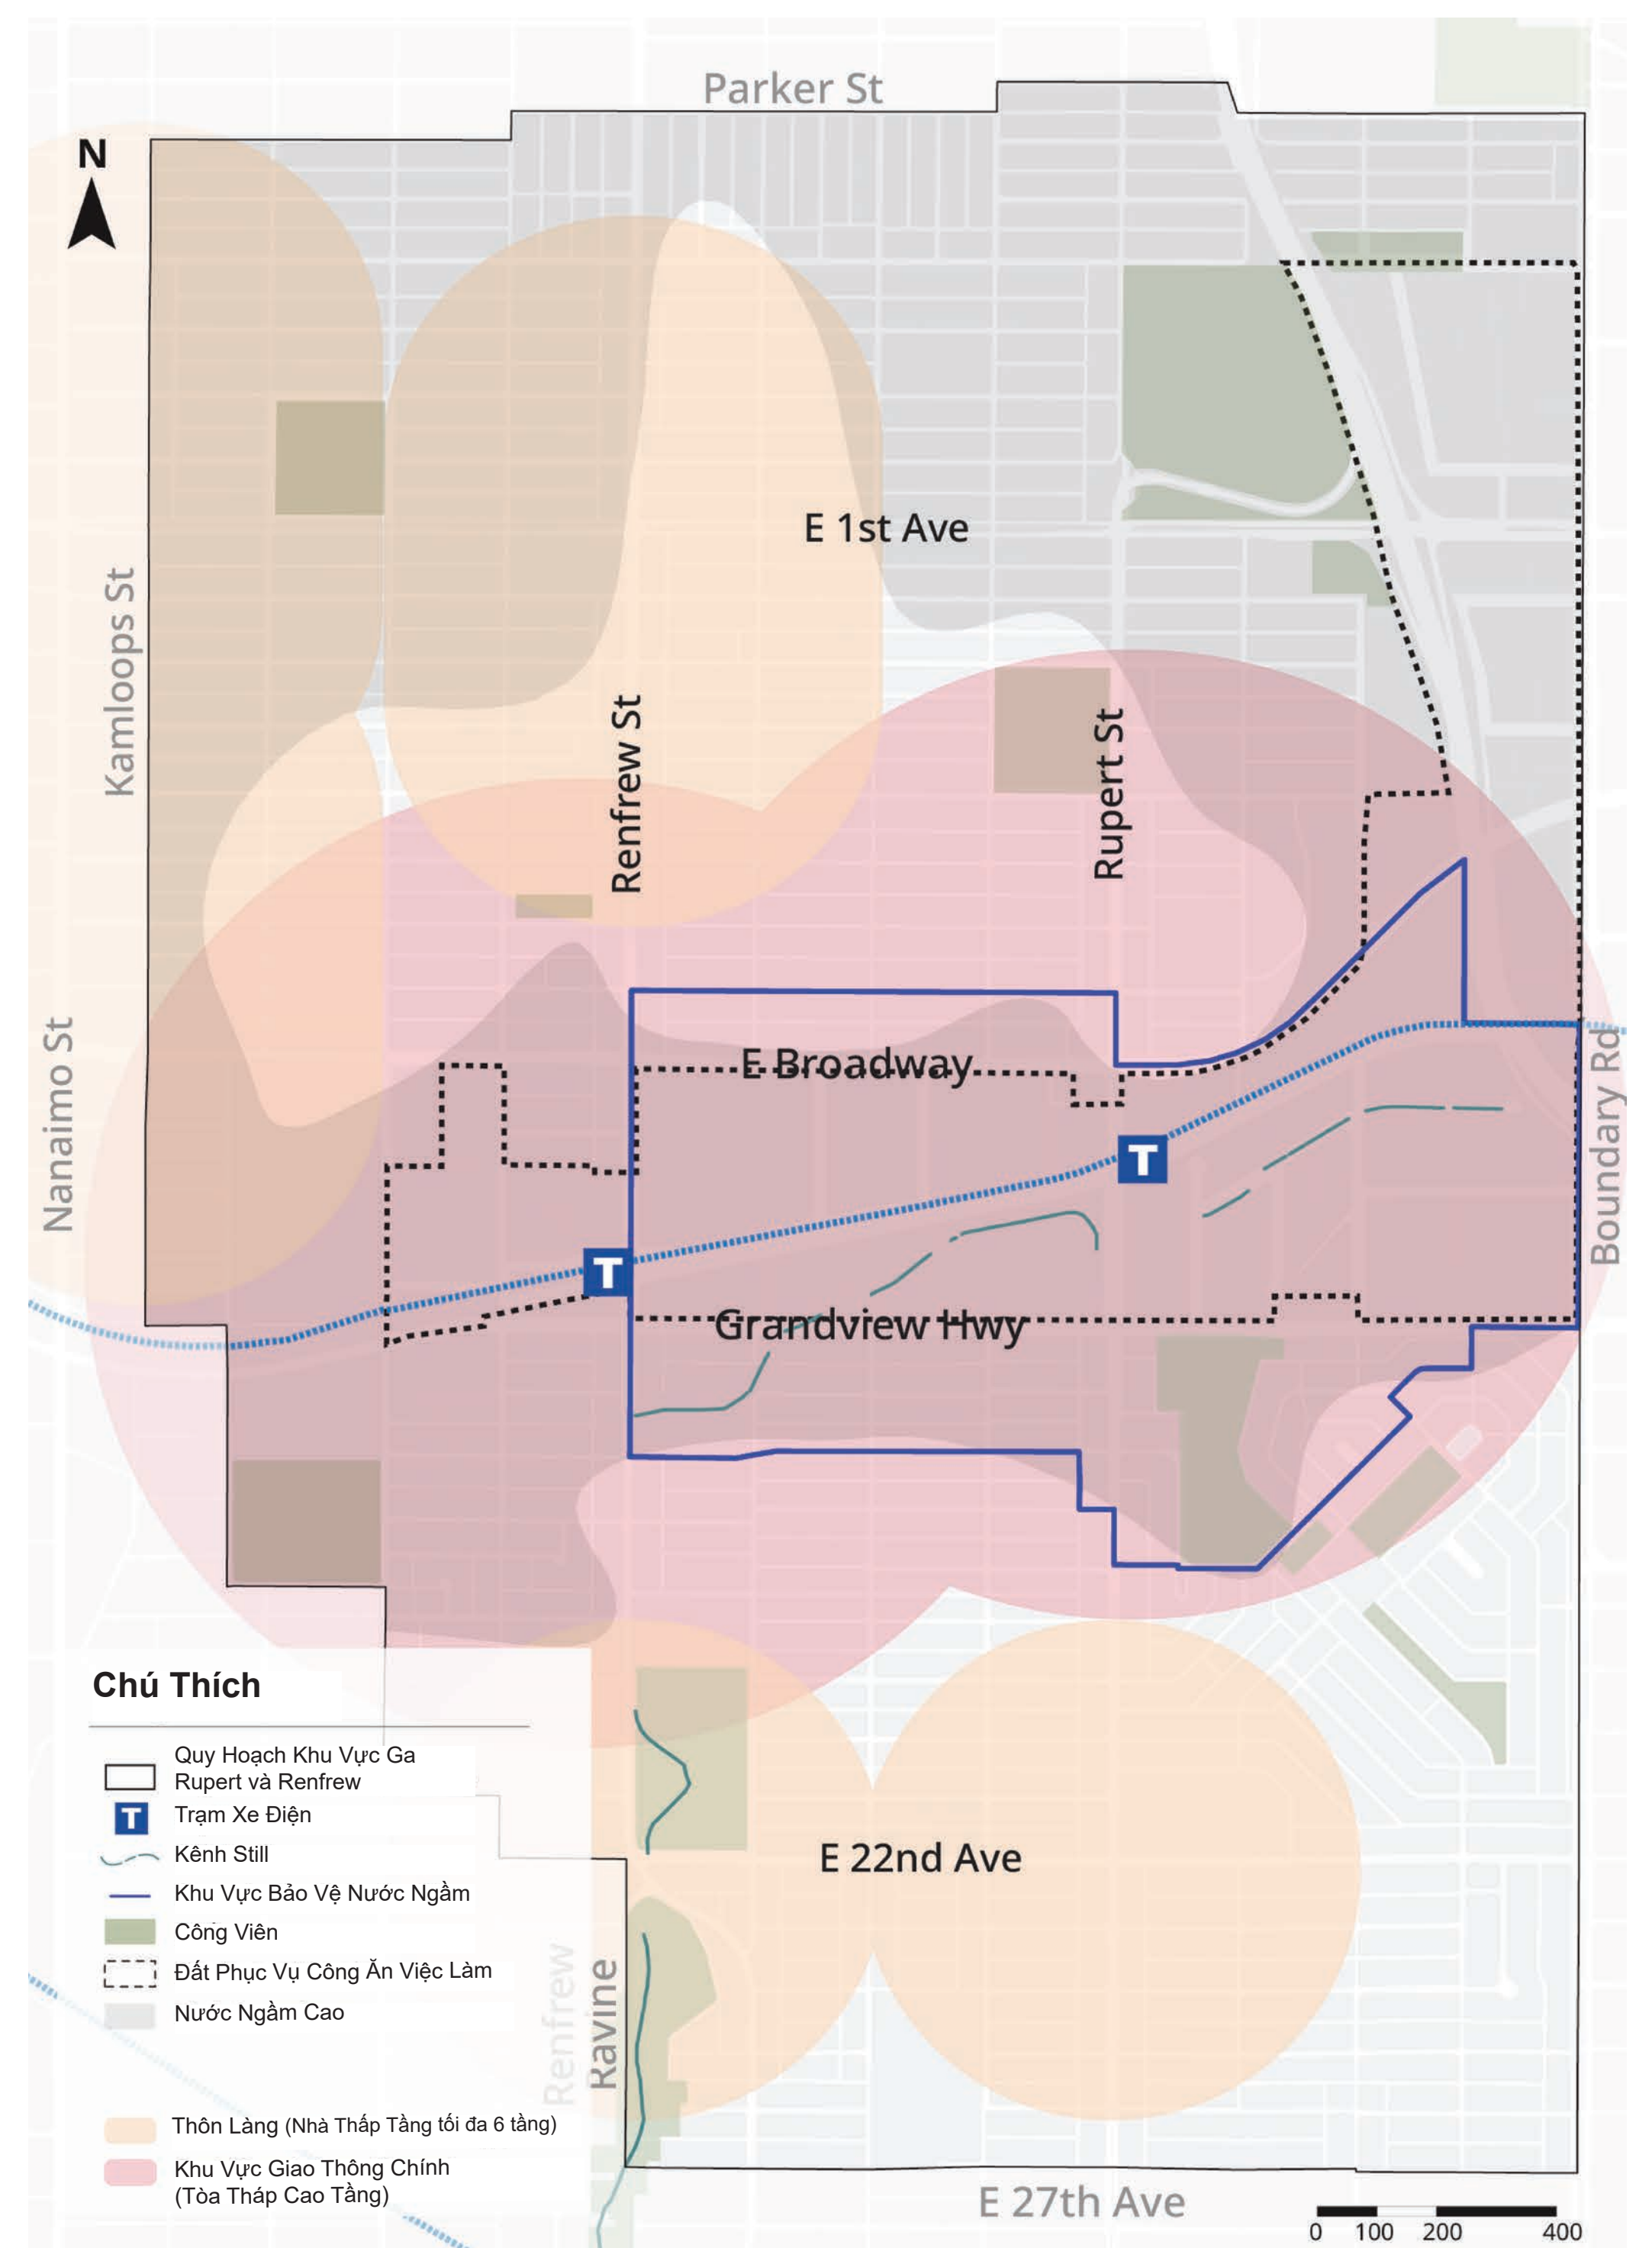 Parker St
N
E 1st Ave
Kamloops St
Renfrew St
Rupert St
Nanaimo St
E Broadway
T
Boundary Rd
T
Grandview Hwy
Chú Thích
Quy Hoạch Khu Vực Ga
Rupert và Renfrew
T
Trạm Xe Điện
Kênh Still
Khu Vực Bảo Vệ Nước Ngầm
Công Viên
Đất Phục Vụ Công Ăn Việc Làm
Nước Ngầm Cao
Thôn Làng (Nhà Thấp Tầng tối đa 6 tầng)
Khu Vực Giao Thông Chính
(Tòa Tháp Cao Tầng)
E 22nd Ave
Renfrew
Ravine
E 27th Ave
0 100 200 400